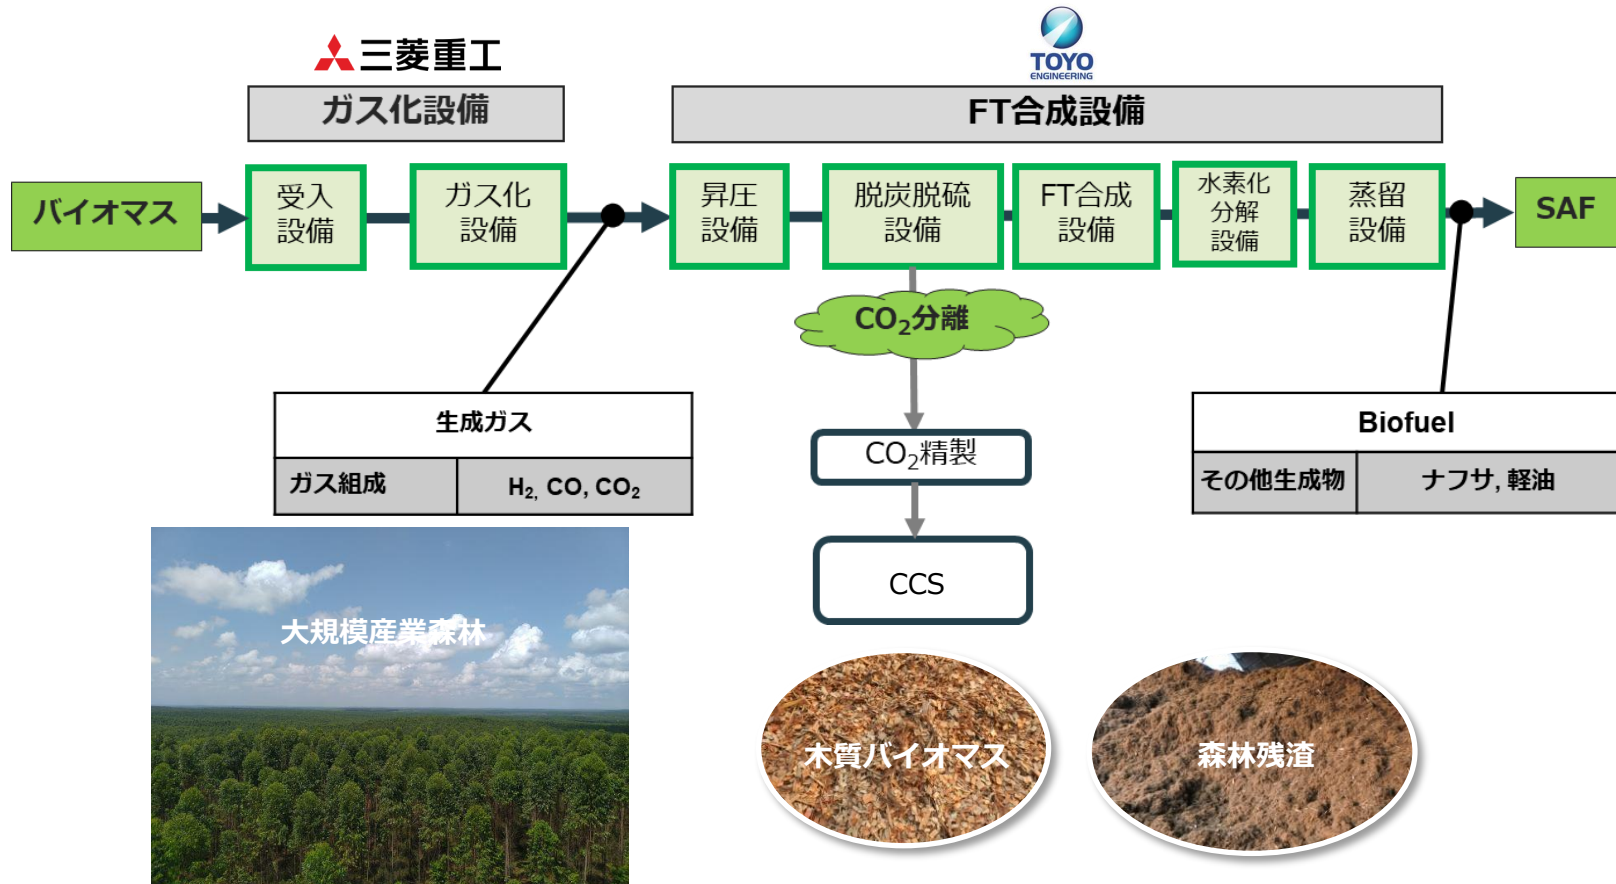 三菱重工
TOYO
ENGINEERING
ガス化設備
FT合成設備
バイオマス
受入
設備
ガス化
設備
昇圧
設備
脱炭脱硫
設備
FT合成
設備
水素化
分解
設備
蒸留
設備
SAF
CO₂分離
生成ガス
ガス組成
H₂, CO, CO₂
CO₂精製
CCS
Biofuel
その他生成物
ナフサ, 軽油
大規模産業森林
木質バイオマス
森林残渣